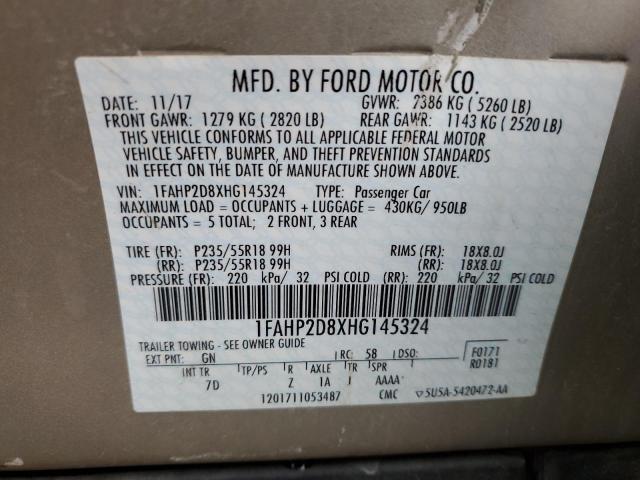 MFD. BY FORD MOTOR CO.
DATE: 11/17 GVWR: 2386 KG ( 5260 LB)
FRONT GAWR: 1279 KG ( 2820 LB) REAR GAWR: 1143 KG ( 2520 LB)
THIS VEHICLE CONFORMS TO ALL APPLICABLE FEDERAL MOTOR
VEHICLE SAFETY, BUMPER, AND THEFT PREVENTION STANDARDS
IN EFFECT ON THE DATE OF MANUFACTURE SHOWN ABOVE.
VIN: 1FAHP2D8XHG145324 TYPE: Passenger Car
MAXIMUM LOAD = OCCUPANTS + LUGGAGE = 430KG/ 950LB
OCCUPANTS = 5 TOTAL; 2 FRONT, 3 REAR
TIRE (FR): P235/55R18 99H RIMS (FR): 18X8.0J
(RR): P235/55R18 99H (RR): 18X8.0J
PRESSURE (FR): 220 kPa/ 32 PSI COLD (RR): 220 kPa/ 32 PSI COLD
1FAHP2D8XHG145324
TRAILER TOWING - SEE OWNER GUIDE
EXT PNT: GN RC: 58 DSO: F0171
INT TR TP/PS R AXLE TR SPR R0181
7D Z 1A J AAAA
1201711053487 CMC ▽5U5A-5420472-AA